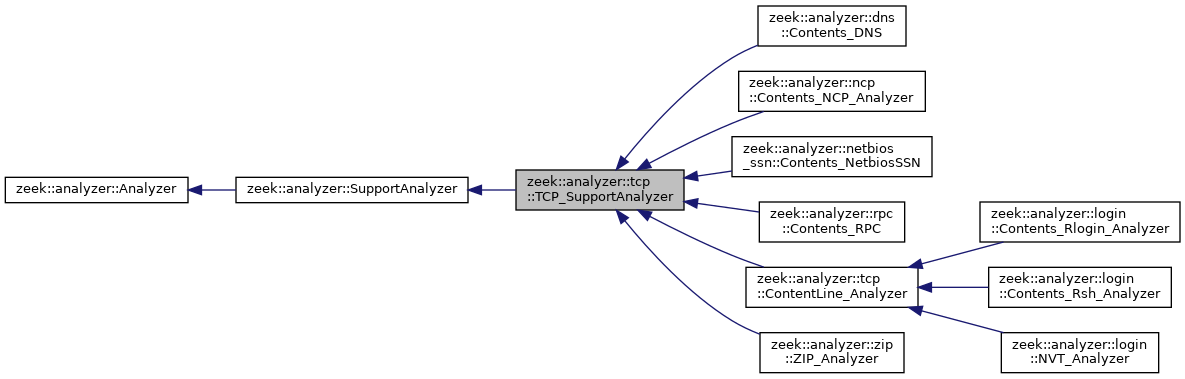 zeek::analyzer::Analyzer
zeek::analyzer::SupportAnalyzer
zeek::analyzer::tcp
::TCP_SupportAnalyzer
zeek::analyzer::dns
::Contents_DNS
zeek::analyzer::ncp
::Contents_NCP_Analyzer
zeek::analyzer::netbios
_ssn::Contents_NetbiosSSN
zeek::analyzer::rpc
::Contents_RPC
zeek::analyzer::tcp
::ContentLine_Analyzer
zeek::analyzer::zip
::ZIP_Analyzer
zeek::analyzer::login
::Contents_Rlogin_Analyzer
zeek::analyzer::login
::Contents_Rsh_Analyzer
zeek::analyzer::login
::NVT_Analyzer